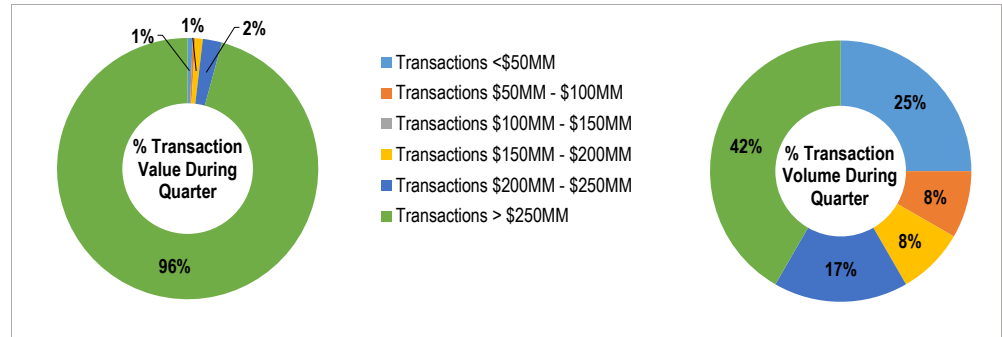 1%
1%
2%
% Transaction
Value During
Quarter
96%
Transactions <$50MM
Transactions $50MM - $100MM
Transactions $100MM - $150MM
Transactions $150MM - $200MM
Transactions $200MM - $250MM
Transactions > $250MM
25%
42%
% Transaction
Volume During
Quarter
8%
8%
17%